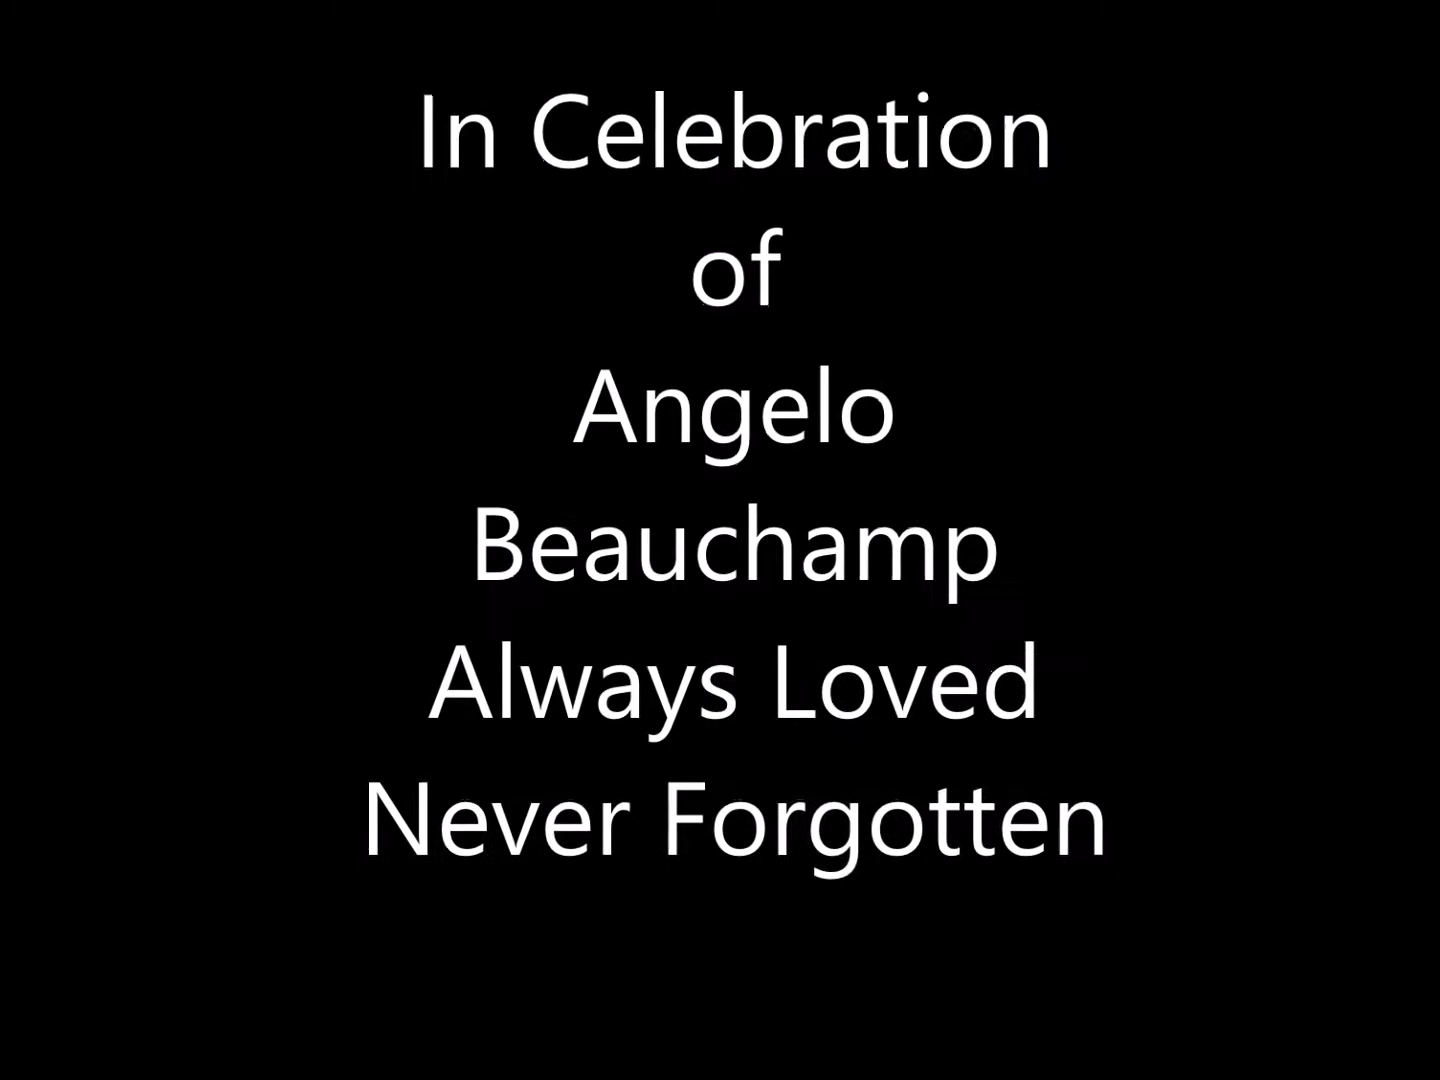 In Celebration
of
Angelo
Beauchamp
Always Loved
Never Forgotten